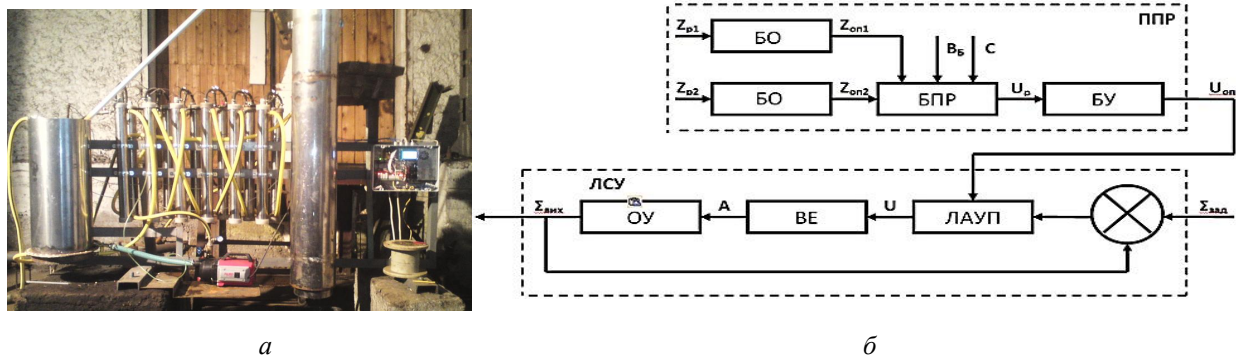 ППР
Zр1 БО Zоп1
ВБ С
Zр2 БО Zоп2 БПР Uр БУ Uоп
ЛСУ
Σвих ОУ А ВЕ U ЛАУП Σзад
а б